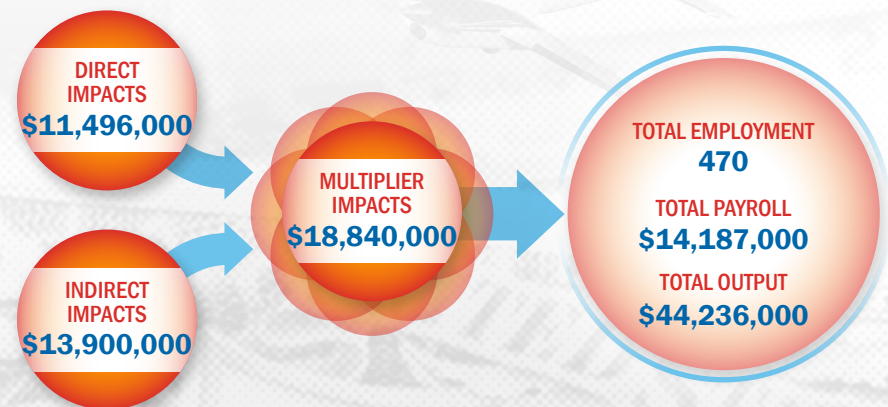 DIRECT
IMPACTS
$11,496,000
INDIRECT
IMPACTS
$13,900,000
MULTIPLIER
IMPACTS
$18,840,000
TOTAL EMPLOYMENT
470
TOTAL PAYROLL
$14,187,000
TOTAL OUTPUT
$44,236,000